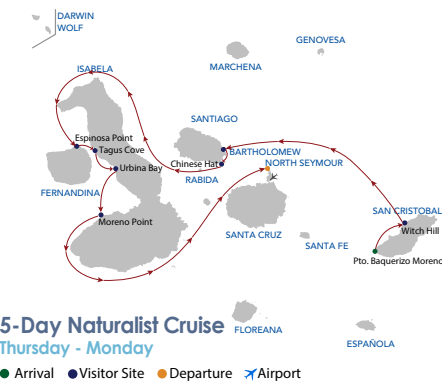 DARWIN
WOLF
GENOVESA
MARCHENA
ISABELA
SANTIAGO
Espinosa Point
Tagus Cove
BARTHOLOMEW
Chinese Hat
NORTH SEYMOUR
Urbina Bay
RABIDA
FERNANDINA
SAN CRISTOBAL
Moreno Point
Witch Hill
SANTA CRUZ
SANTA FE
Pto. Baquerizo Moreno
5-Day Naturalist Cruise
FLOREANA
Thursday - Monday
ESPAÑOLA
Arrival Visitor Site Departure Airport